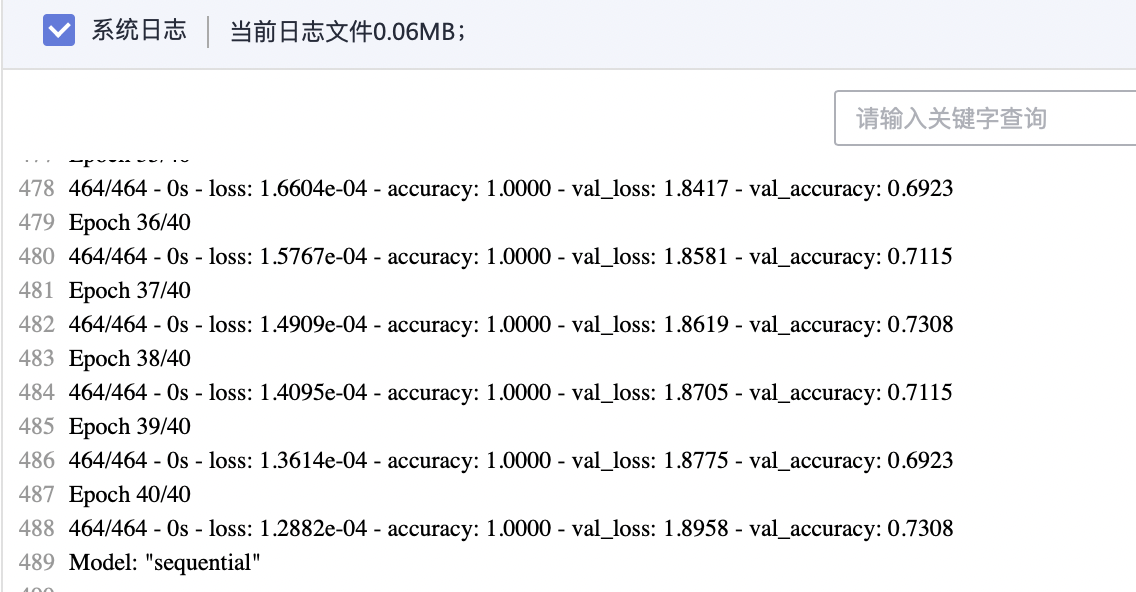 系统日志 | 当前日志文件0.06MB；
请输入关键字查询
478 464/464 - 0s - loss: 1.6604e-04 - accuracy: 1.0000 - val_loss: 1.8417 - val_accuracy: 0.6923
479 Epoch 36/40
480 464/464 - 0s - loss: 1.5767e-04 - accuracy: 1.0000 - val_loss: 1.8581 - val_accuracy: 0.7115
481 Epoch 37/40
482 464/464 - 0s - loss: 1.4909e-04 - accuracy: 1.0000 - val_loss: 1.8619 - val_accuracy: 0.7308
483 Epoch 38/40
484 464/464 - 0s - loss: 1.4095e-04 - accuracy: 1.0000 - val_loss: 1.8705 - val_accuracy: 0.7115
485 Epoch 39/40
486 464/464 - 0s - loss: 1.3614e-04 - accuracy: 1.0000 - val_loss: 1.8775 - val_accuracy: 0.6923
487 Epoch 40/40
488 464/464 - 0s - loss: 1.2882e-04 - accuracy: 1.0000 - val_loss: 1.8958 - val_accuracy: 0.7308
489 Model: "sequential"